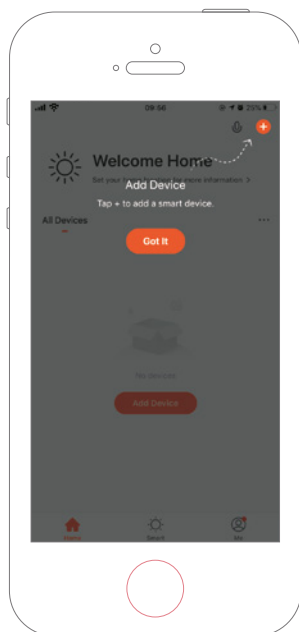 09:50
25%
Welcome Home
Set your home location for more information >
Add Device
Tap + to add a smart device.
All Devices
...
Got It
No devices
Add Device
Home
Smart
Me